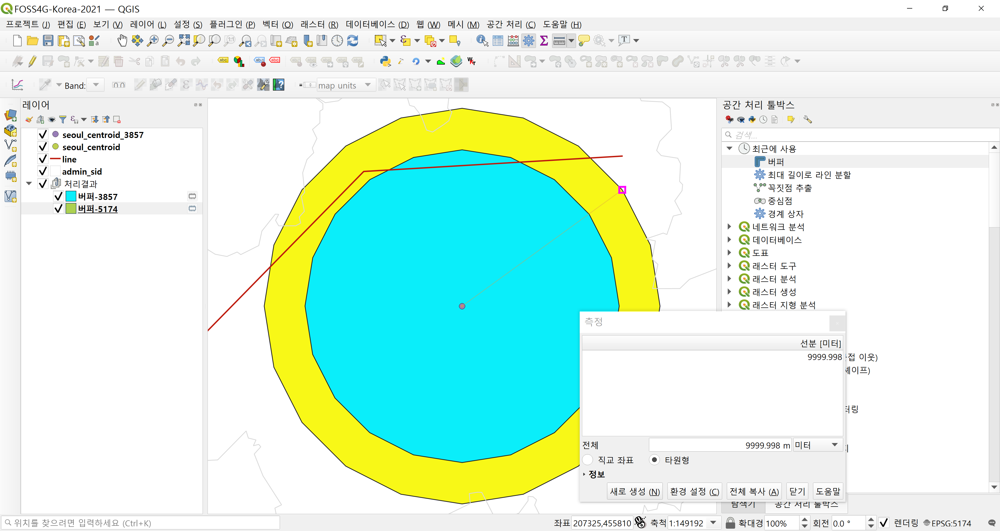 FOSS4G-Korea-2021 — QGIS
프로젝트 (J) 편집 (E) 보기 (V) 레이어 (L) 설정 (S) 플러그인 (P) 벡터 (O) 래스터 (R) 데이터베이스 (D) 웹 (W) 메시 (M) 공간 처리 (C) 도움말 (H)
Band: map units
레이어
seoul_centroid_3857
seoul_centroid
line
admin_sid
처리결과
버퍼-3857
버퍼-5174
공간 처리 툴박스
검색...
최근에 사용
버퍼
최대 길이로 라인 분할
꼭짓점 추출
중심점
경계 상자
네트워크 분석
데이터베이스
도표
래스터 도구
래스터 분석
래스터 생성
래스터 지형 분석
측정
선분 [미터]
9999.998
접 이웃)
셰이프)
터링
전체 9999.998 m 미터
직교 좌표 타원형
정보
새로 생성 (N) 환경 설정 (C) 전체 복사 (A) 닫기 도움말
탐색기 공간 처리 툴박스
위치를 찾으려면 입력하세요 (Ctrl+K)
좌표 207325,455810 축척 1:149192 확대경 100% 회전 0.0 ° 렌더링 EPSG:5174